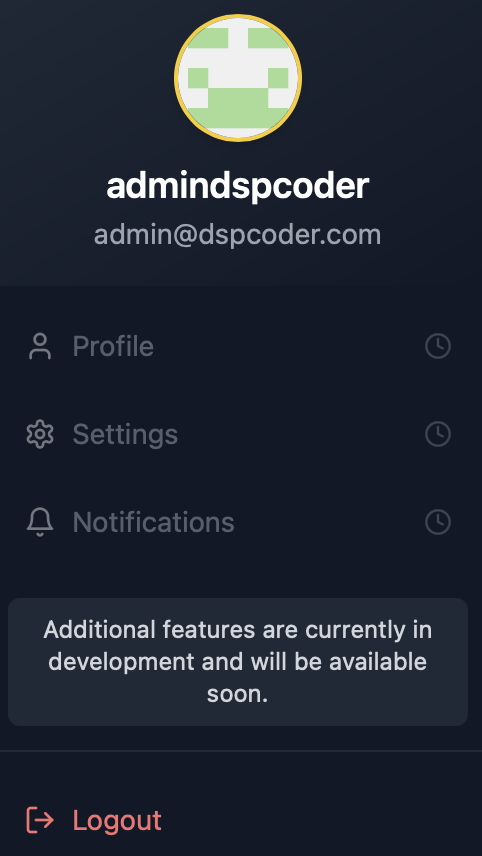 admindspcoder
admin@dspcoder.com
Profile
Settings
Notifications
Additional features are currently in
development and will be available
soon.
Logout